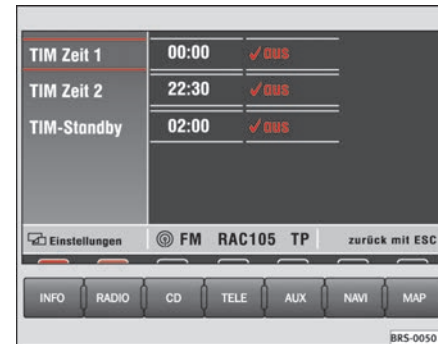 TIM Zeit 1 00:00 ✓aus
TIM Zeit 2 22:30 ✓aus
TIM-Standby 02:00 ✓aus
Einstellungen FM RAC105 TP zurück mit ESC
INFO RADIO CD TELE AUX NAVI MAP
BRS-0050